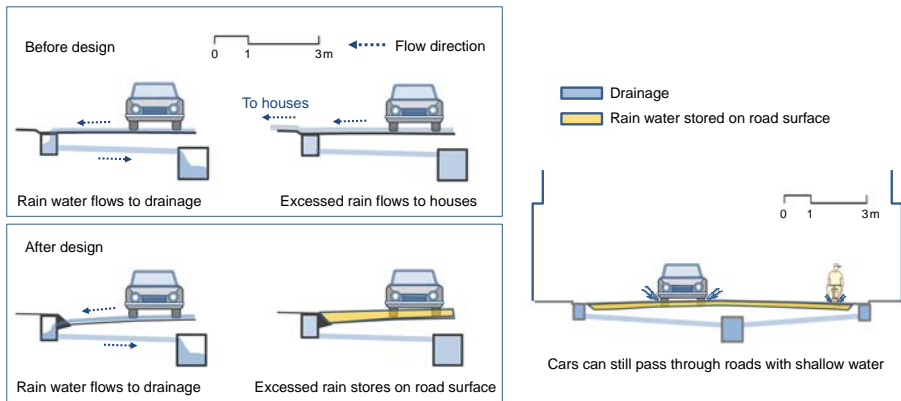 Before design
0 1 3 m
Flow direction
To houses
Rain water flows to drainage
Excessed rain flows to houses
After design
Rain water flows to drainage
Excessed rain stores on road surface
Drainage
Rain water stored on road surface
0 1 3 m
Cars can still pass through roads with shallow water